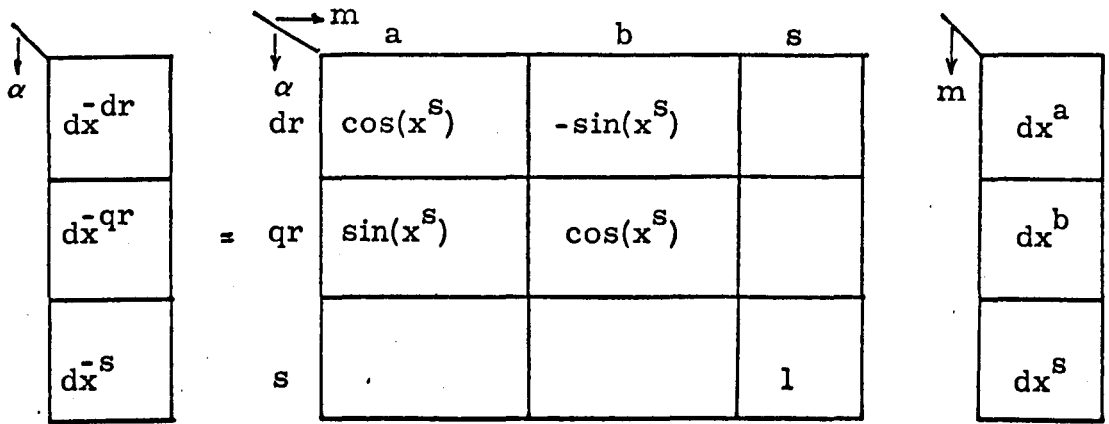 →m a b s
α α m
dr cos(x^s) -sin(x^s)
dx̄^dr dx^a
dx̄^qr = qr sin(x^s) cos(x^s) dx^b
dx̄^s s 1 dx^s